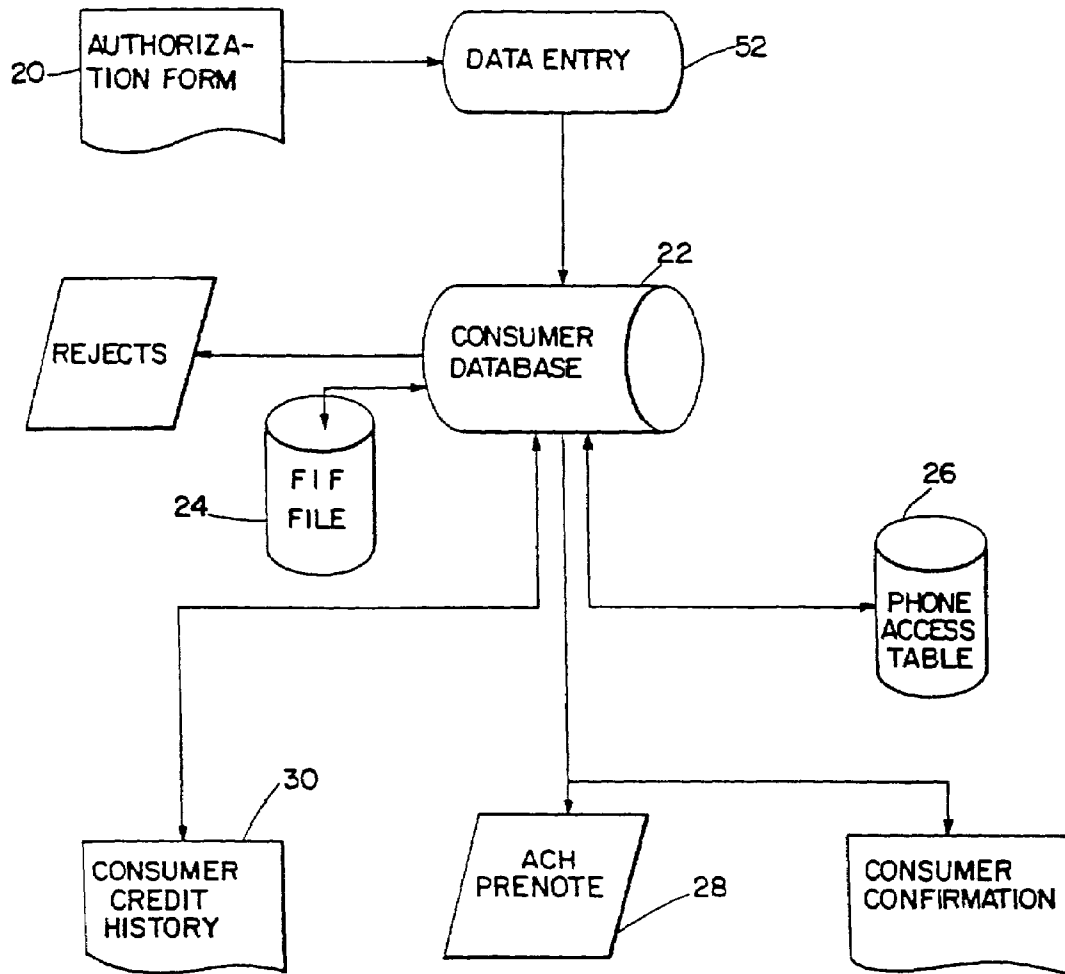 AUTHORIZA-
TION FORM
20
DATA ENTRY
52
22
CONSUMER
DATABASE
REJECTS
FIF
FILE
24
26
PHONE
ACCESS
TABLE
30
CONSUMER
CREDIT
HISTORY
ACH
PRENOTE
28
CONSUMER
CONFIRMATION